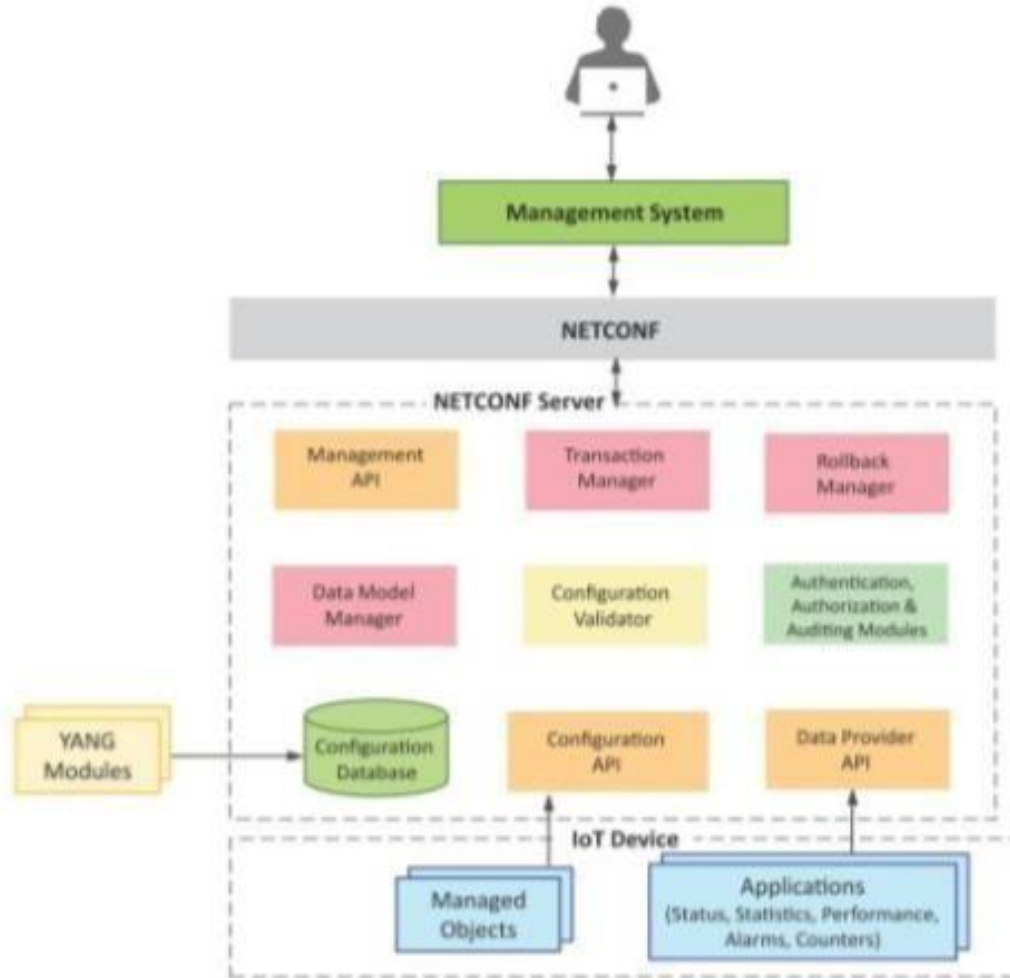 Management System
NETCONF
NETCONF Server
Management
API
Transaction
Manager
Rollback
Manager
Data Model
Manager
Configuration
Validator
Authentication,
Authorization &
Auditing Modules
YANG
Modules
Configuration
Database
Configuration
API
Data Provider
API
IoT Device
Managed
Objects
Applications
(Status, Statistics, Performance,
Alarms, Counters)